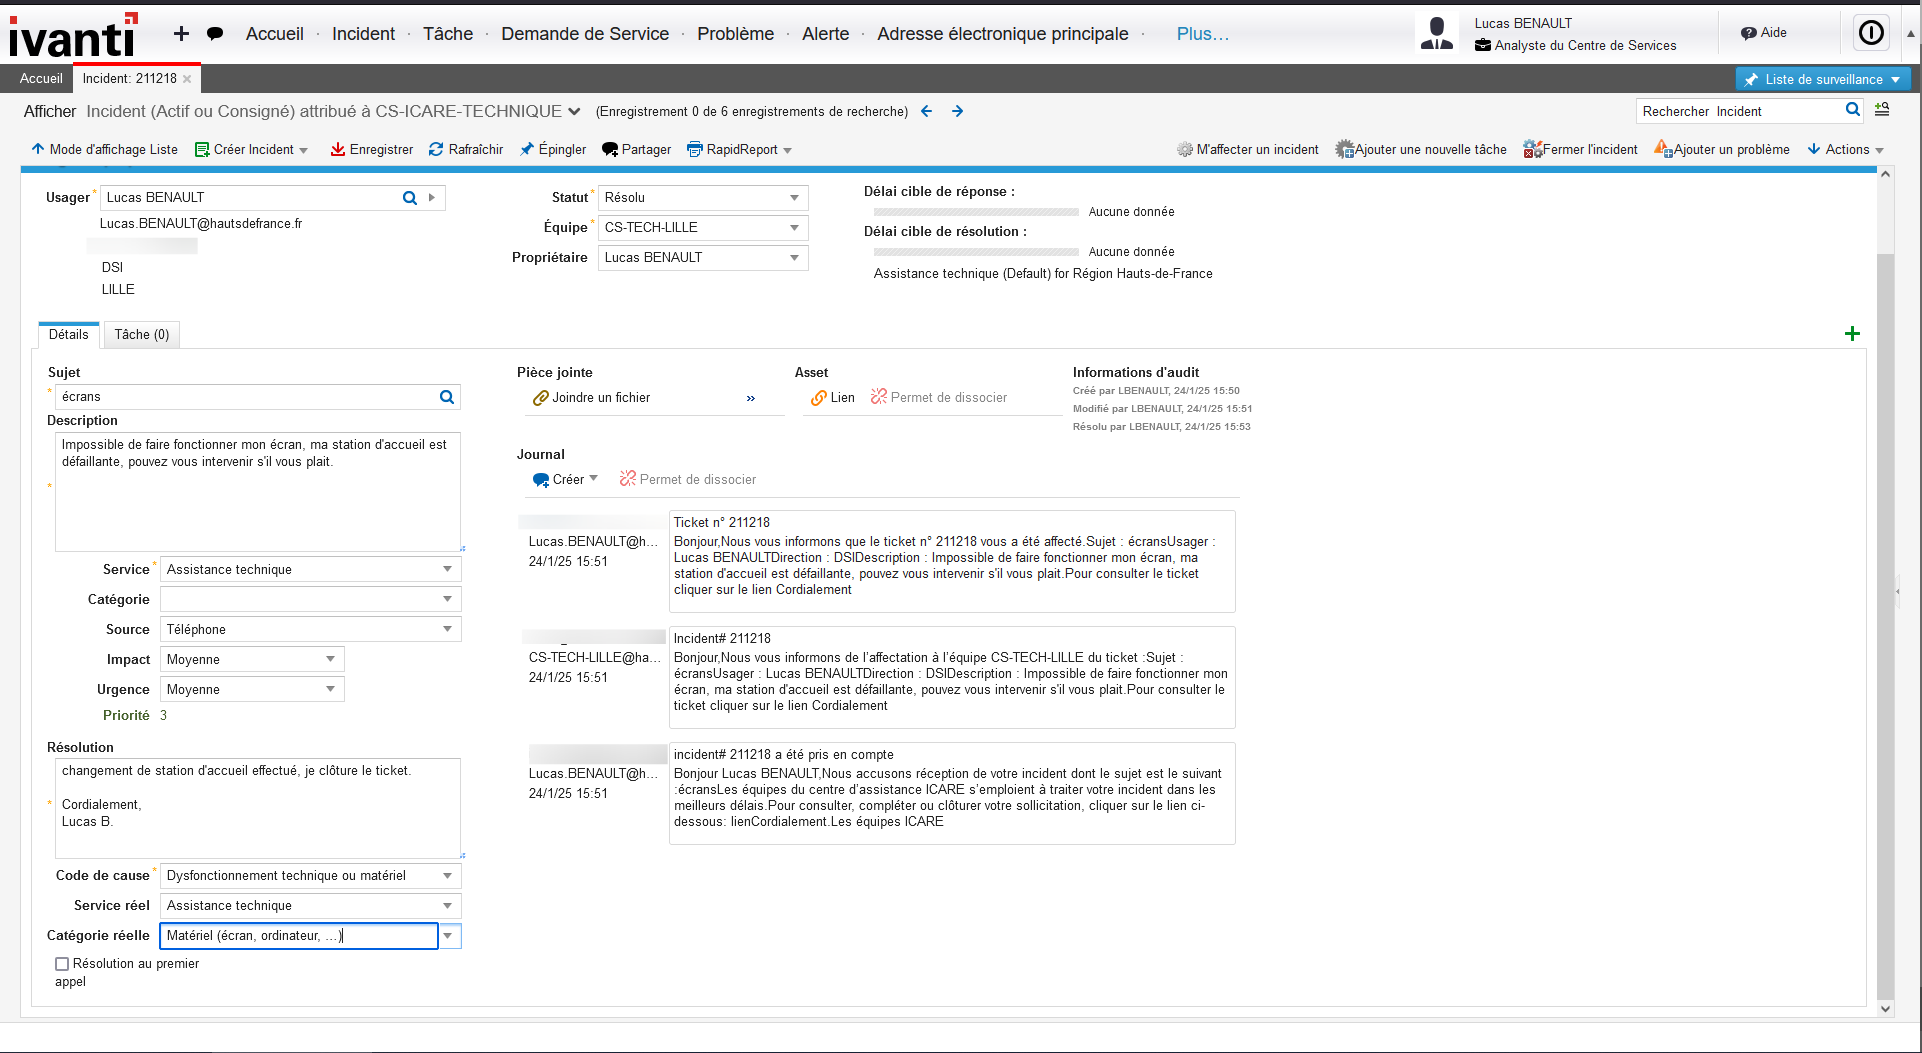 ivanti
Accueil · Incident · Tâche · Demande de Service · Problème · Alerte · Adresse électronique principale · Plus...
Lucas BENAULT
Analyste du Centre de Services
Aide
Accueil
Incident: 211218
Liste de surveillance
Afficher Incident (Actif ou Consigné) attribué à CS-ICARE-TECHNIQUE (Enregistrement 0 de 6 enregistrements de recherche)
Rechercher Incident
Mode d'affichage Liste Créer Incident Enregistrer Rafraîchir Épingler Partager RapidReport M'affecter un incident Ajouter une nouvelle tâche Fermer l'incident Ajouter un problème Actions
Usager * Lucas BENAULT
Lucas.BENAULT@hautsdefrance.fr
DSI
LILLE
Statut * Résolu
Équipe * CS-TECH-LILLE
Propriétaire Lucas BENAULT
Délai cible de réponse :
Aucune donnée
Délai cible de résolution :
Aucune donnée
Assistance technique (Default) for Région Hauts-de-France
Détails
Tâche (0)
Sujet
* écrans
Description
Impossible de faire fonctionner mon écran, ma station d'accueil est
défaillante, pouvez vous intervenir s'il vous plait.
*
Service * Assistance technique
Catégorie
Source Téléphone
Impact Moyenne
Urgence Moyenne
Priorité 3
Résolution
changement de station d'accueil effectué, je clôture le ticket.
*
Cordialement,
Lucas B.
Code de cause * Dysfonctionnement technique ou matériel
Service réel Assistance technique
Catégorie réelle Matériel (écran, ordinateur, ...)
Résolution au premier
appel
Pièce jointe
Joindre un fichier »
Asset
Lien Permet de dissocier
Informations d'audit
Créé par LBENAULT, 24/1/25 15:50
Modifié par LBENAULT, 24/1/25 15:51
Résolu par LBENAULT, 24/1/25 15:53
Journal
Créer Permet de dissocier
Lucas.BENAULT@h...
24/1/25 15:51
Ticket n° 211218
Bonjour,Nous vous informons que le ticket n° 211218 vous a été affecté.Sujet : écransUsager :
Lucas BENAULTDirection : DSIDescription : Impossible de faire fonctionner mon écran, ma
station d'accueil est défaillante, pouvez vous intervenir s'il vous plait.Pour consulter le ticket
cliquer sur le lien Cordialement
CS-TECH-LILLE@ha...
24/1/25 15:51
Incident# 211218
Bonjour,Nous vous informons de l’affectation à l’équipe CS-TECH-LILLE du ticket :Sujet :
écransUsager : Lucas BENAULTDirection : DSIDescription : Impossible de faire fonctionner mon
écran, ma station d'accueil est défaillante, pouvez vous intervenir s'il vous plait.Pour consulter le
ticket cliquer sur le lien Cordialement
Lucas.BENAULT@h...
24/1/25 15:51
incident# 211218 a été pris en compte
Bonjour Lucas BENAULT,Nous accusons réception de votre incident dont le sujet est le suivant
:écransLes équipes du centre d’assistance ICARE s’emploient à traiter votre incident dans les
meilleurs délais.Pour consulter, compléter ou clôturer votre sollicitation, cliquer sur le lien ci-
dessous: lienCordialement.Les équipes ICARE